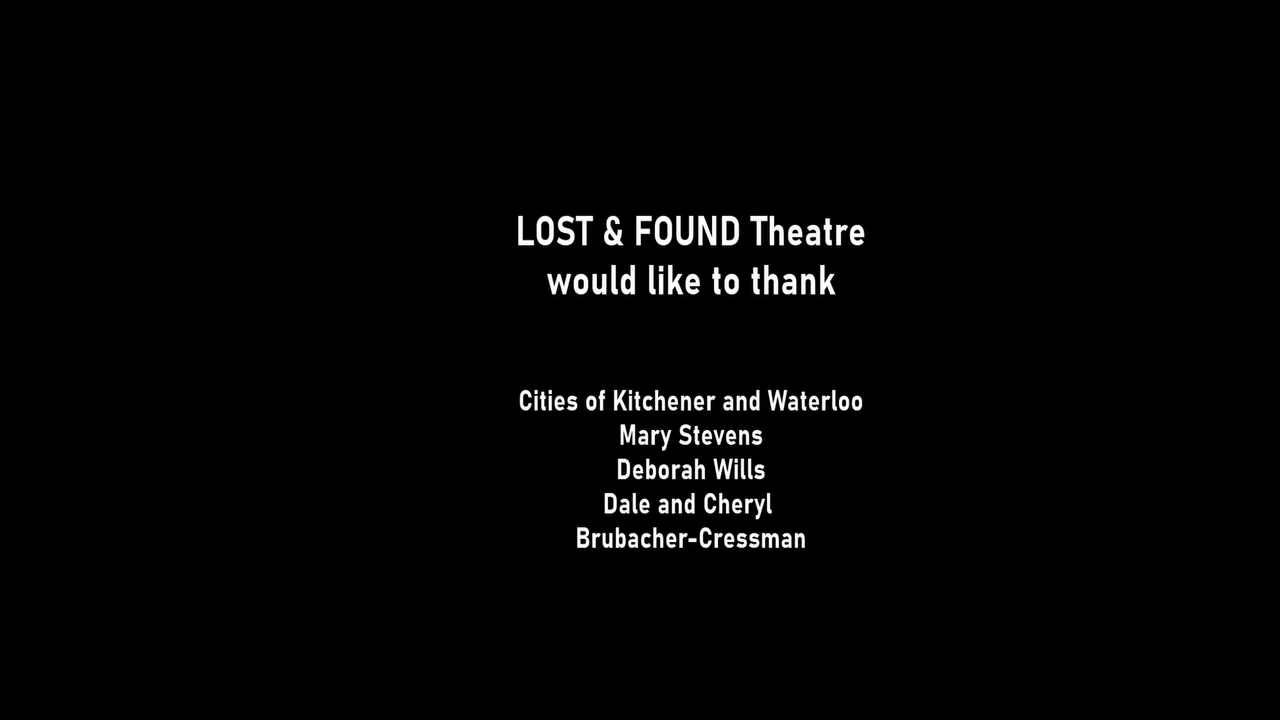 LOST & FOUND Theatre
would like to thank
Cities of Kitchener and Waterloo
Mary Stevens
Deborah Wills
Dale and Cheryl
Brubacher-Cressman